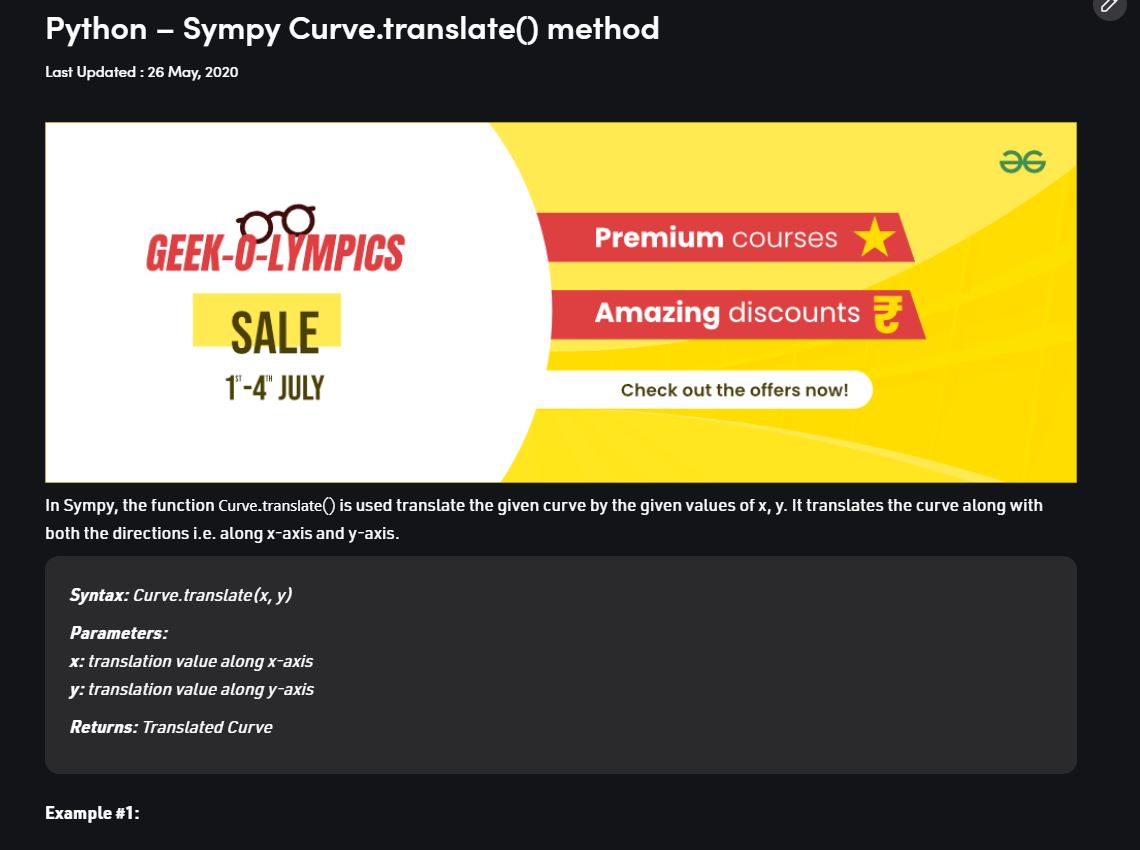 Python – Sympy Curve.translate() method
Last Updated : 26 May, 2020
GEEK-O-LYMPICS
SALE
1ST-4TH JULY
Premium courses
Amazing discounts ₹
Check out the offers now!
In Sympy, the function Curve.translate() is used translate the given curve by the given values of x, y. It translates the curve along with
both the directions i.e. along x-axis and y-axis.
Syntax: Curve.translate(x, y)
Parameters:
x: translation value along x-axis
y: translation value along y-axis
Returns: Translated Curve
Example #1: